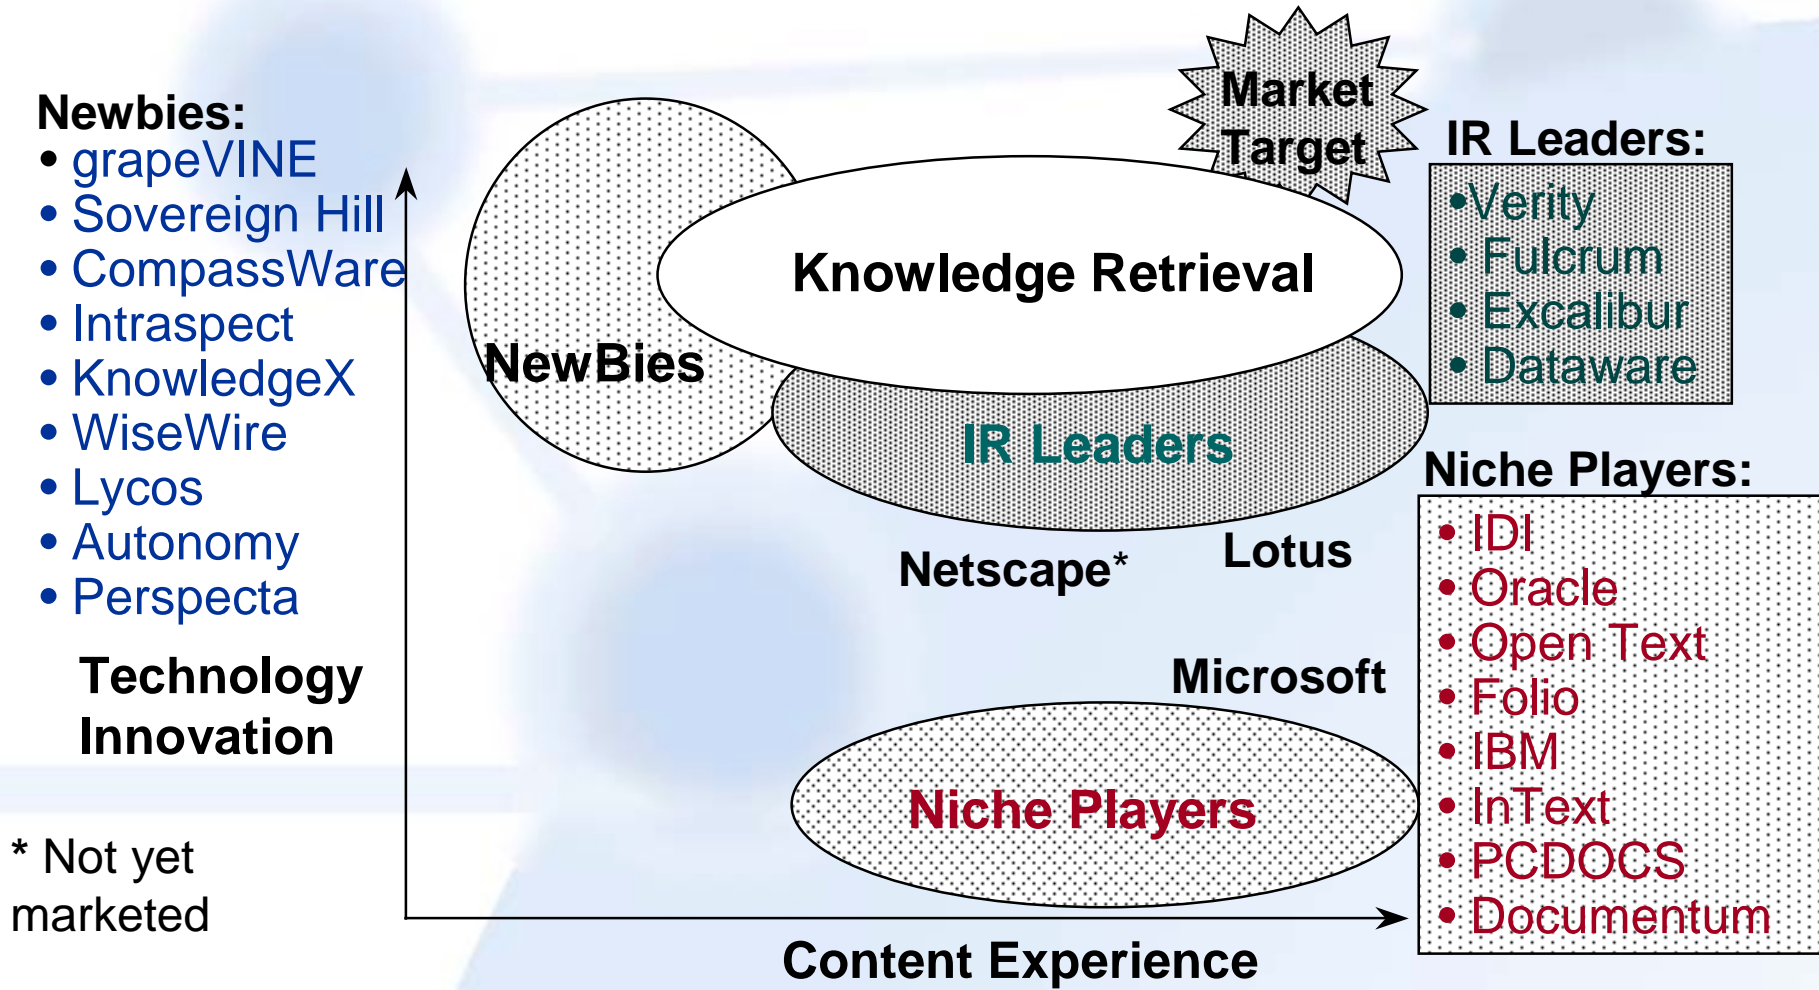 Newbies:
• grapeVINE
• Sovereign Hill
• CompassWare
• Intraspect
• KnowledgeX
• WiseWire
• Lycos
• Autonomy
• Perspecta
Technology
Innovation
* Not yet
marketed
Market
Target
Knowledge Retrieval
NewBies
IR Leaders
Netscape*
Lotus
Microsoft
Niche Players
Content Experience
IR Leaders:
•Verity
• Fulcrum
• Excalibur
• Dataware
Niche Players:
• IDI
• Oracle
• Open Text
• Folio
• IBM
• InText
• PCDOCS
• Documentum